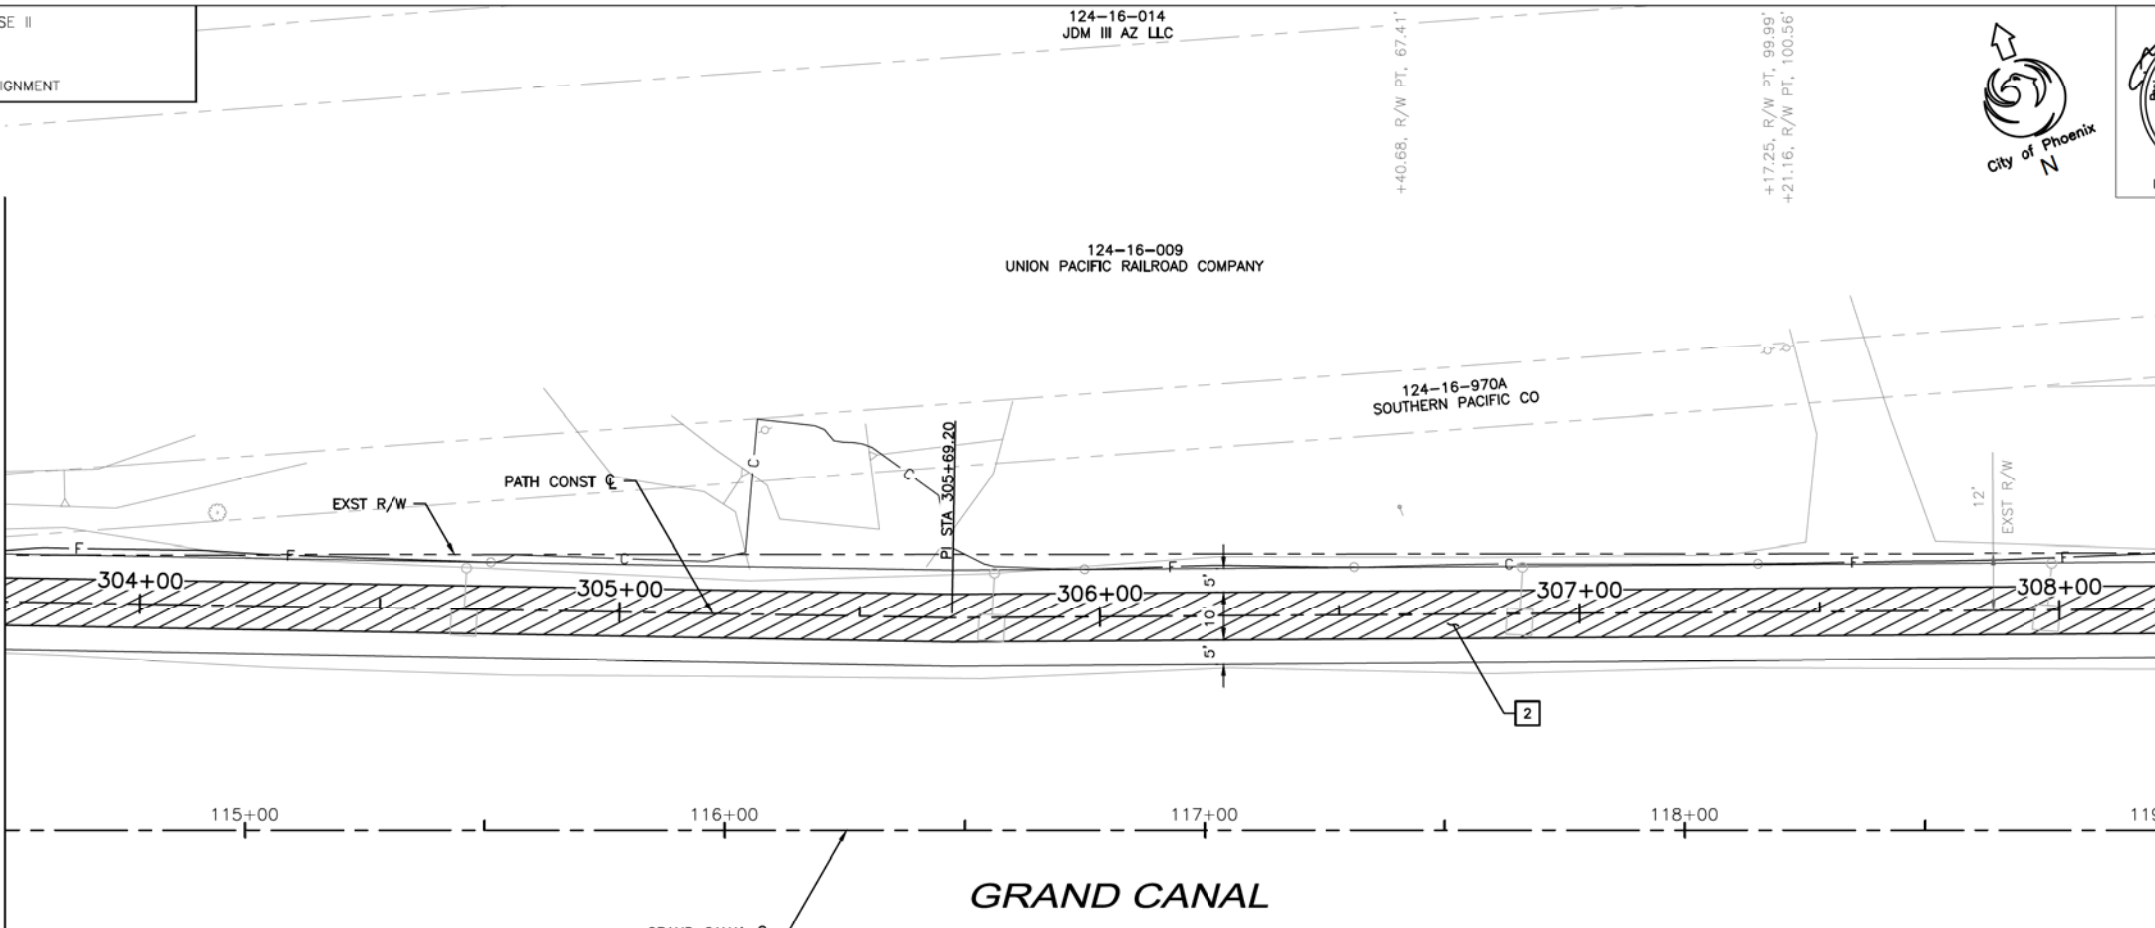 SE II
IGNMENT
124-16-014
JDM III AZ LLC
+40.68, R/W PT, 67.41'
+17.25, R/W PT, 99.99'
+21.16, R/W PT, 100.56'
City of Phoenix
N
124-16-009
UNION PACIFIC RAILROAD COMPANY
124-16-970A
SOUTHERN PACIFIC CO
PI STA 305+69.20
C
C
PATH CONST ℄
EXST R/W
12'
EXST R/W
F
F
C
F
C
F
F
304+00
305+00
306+00
307+00
308+00
5'
10'
5'
2
115+00
116+00
117+00
118+00
119
GRAND CANAL